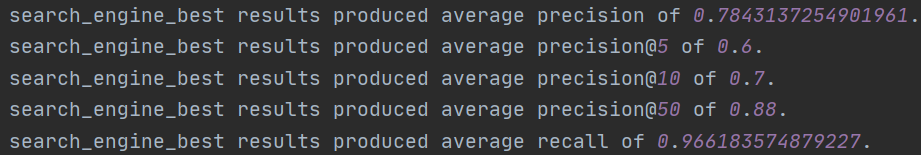 search_engine_best results produced average precision of 0.7843137254901961.
search_engine_best results produced average precision@5 of 0.6.
search_engine_best results produced average precision@10 of 0.7.
search_engine_best results produced average precision@50 of 0.88.
search_engine_best results produced average recall of 0.966183574879227.